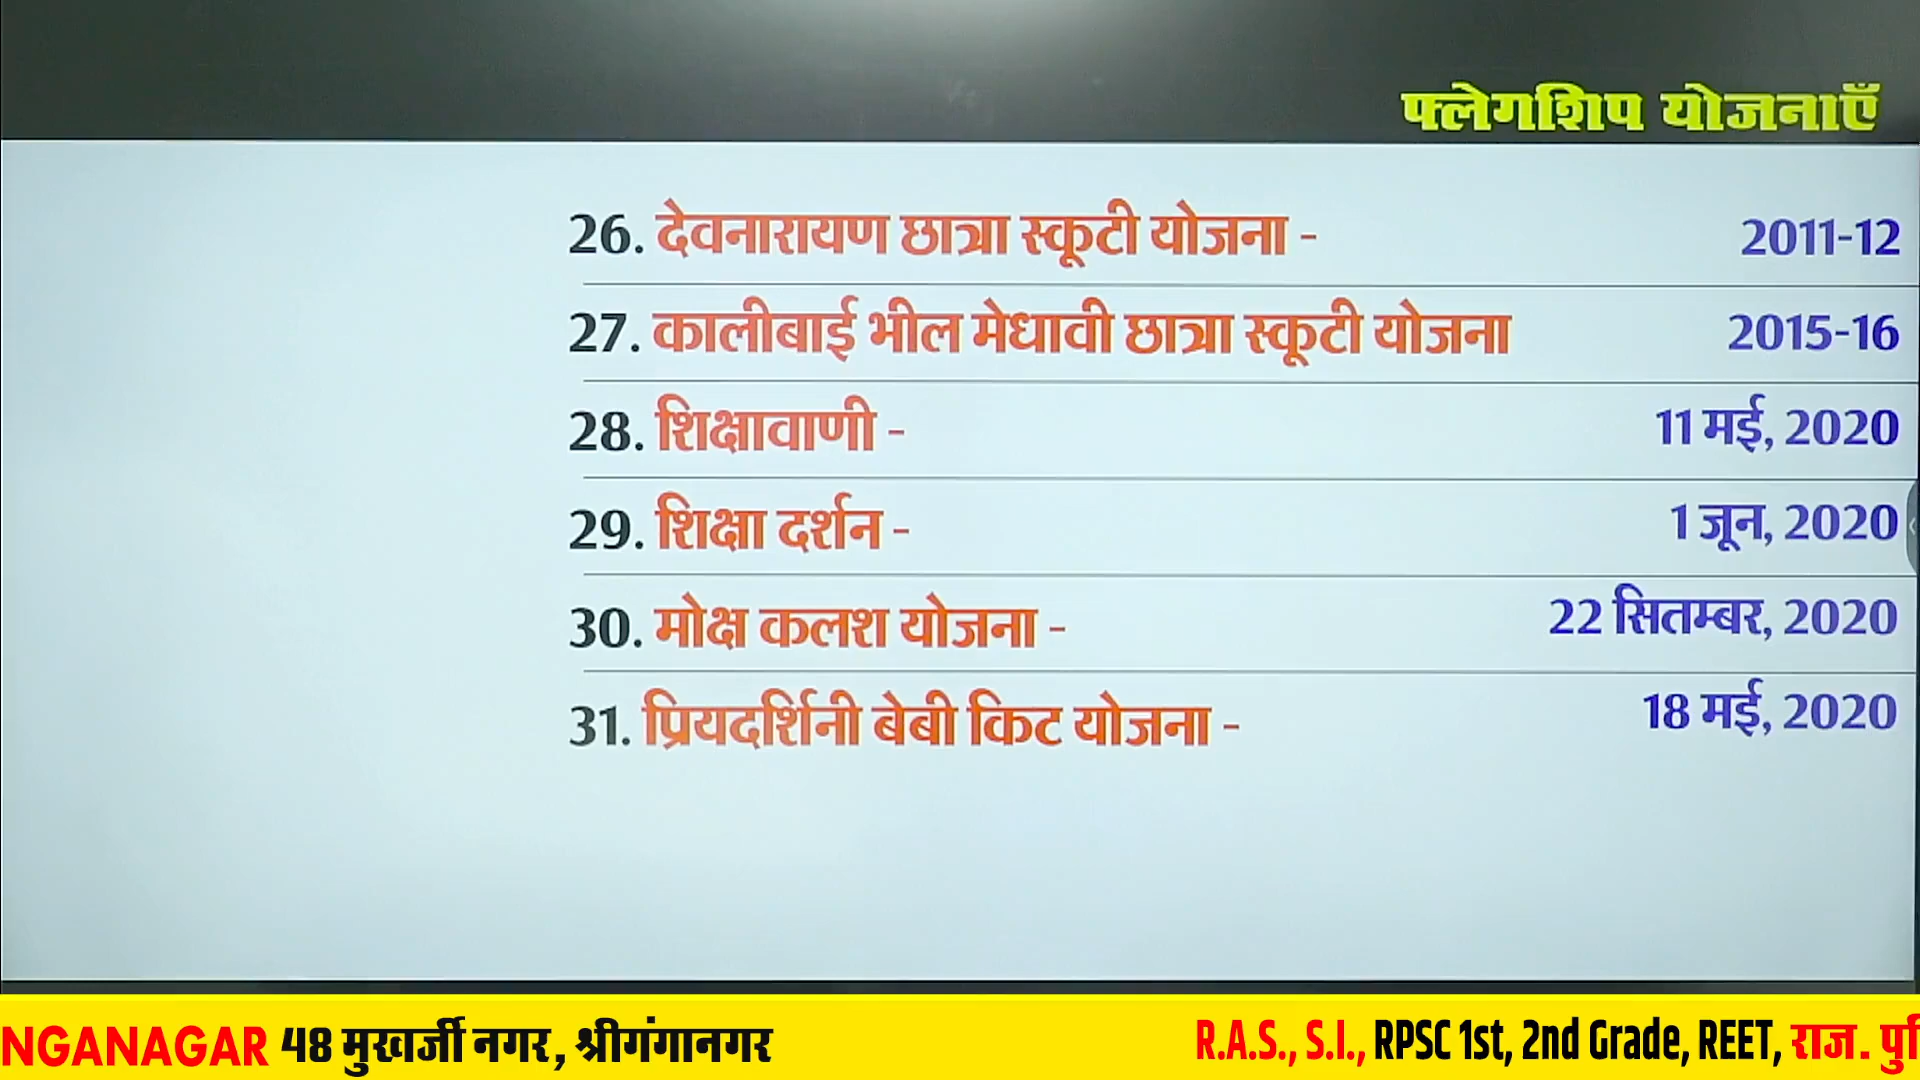 फ्लेगशिप योजनाएँ
26. देवनारायण छात्रा स्कूटी योजना - 2011-12
27. कालीबाई भील मेधावी छात्रा स्कूटी योजना 2015-16
28. शिक्षावाणी - 11 मई, 2020
29. शिक्षा दर्शन - 1 जून, 2020
30. मोक्ष कलश योजना - 22 सितम्बर, 2020
31. प्रियदर्शिनी बेबी किट योजना - 18 मई, 2020
NGANAGAR 48 मुखर्जी नगर, श्रीगंगानगर R.A.S., S.I., RPSC 1st, 2nd Grade, REET, राज. पु